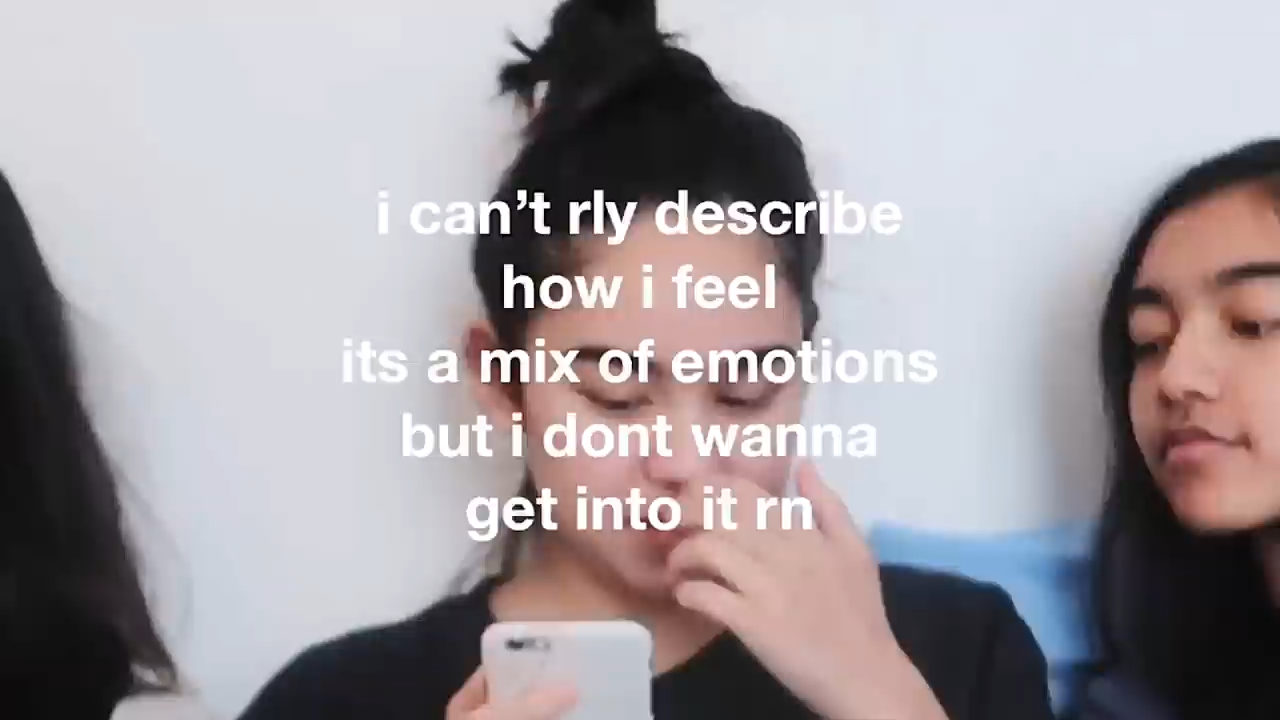 i can’t rly describe
how i feel
its a mix of emotions
but i dont wanna
get into it rn